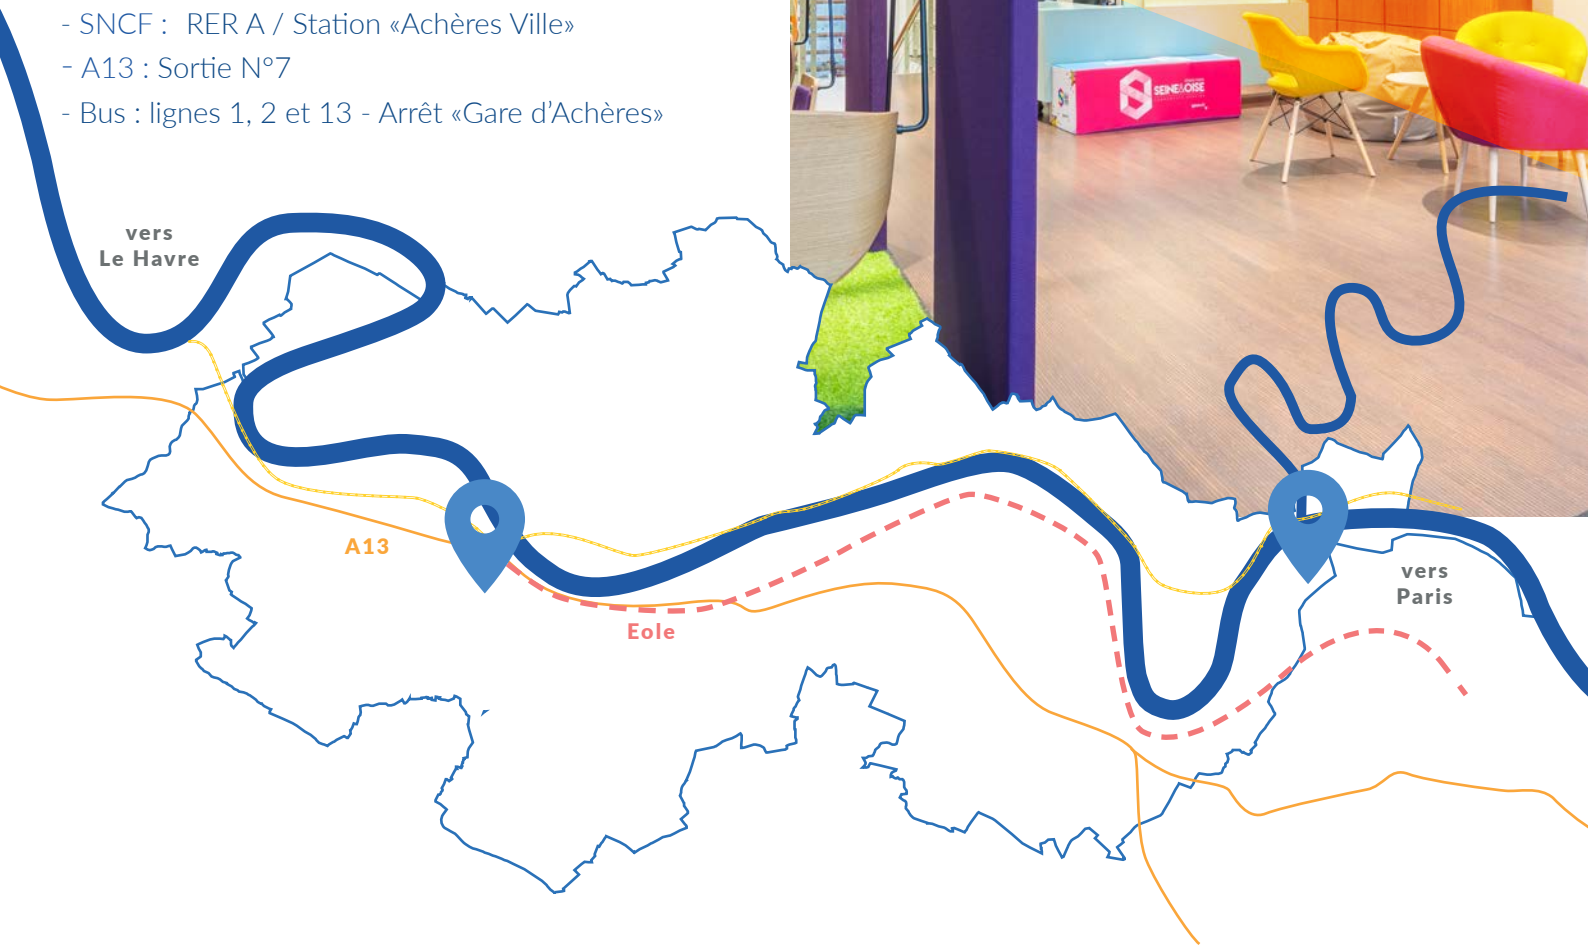 - SNCF : RER A / Station «Achères Ville»
- A13 : Sortie N°7
- Bus : lignes 1, 2 et 13 - Arrêt «Gare d'Achères»
SEINE&OISE
vers
Le Havre
A13
Eole
vers
Paris